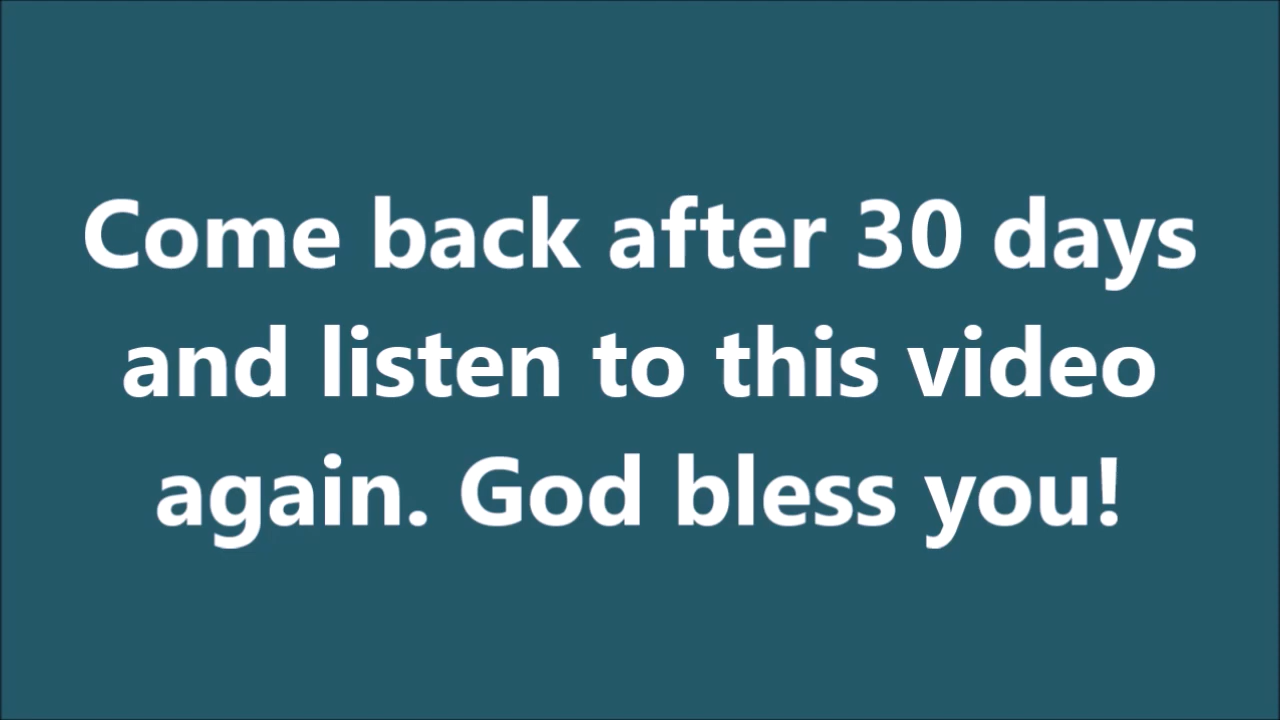 Come back after 30 days
and listen to this video
again. God bless you!